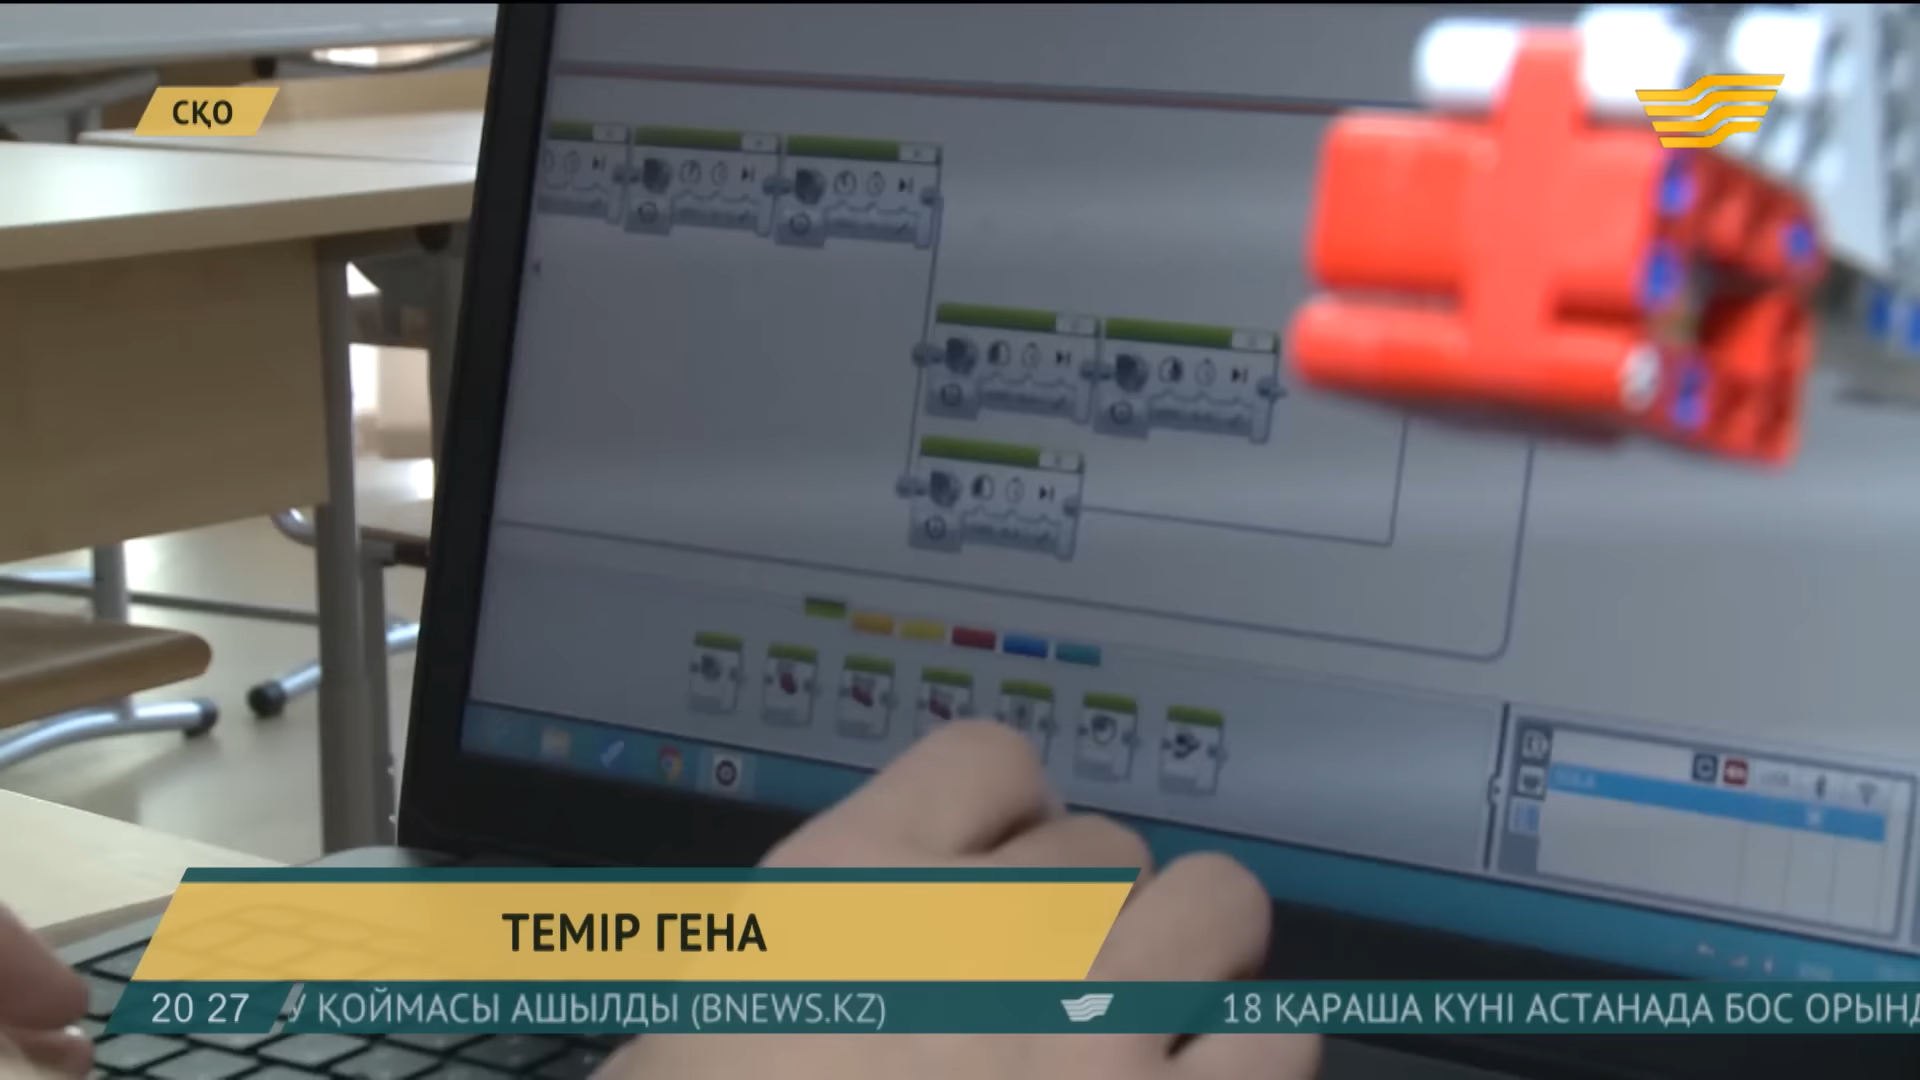 СҚО
ТЕМІР ГЕНА
20 27
У ҚОЙМАСЫ АШЫЛДЫ (BNEWS.KZ)
18 ҚАРАША КҮНІ АСТАНАДА БОС ОРЫНД